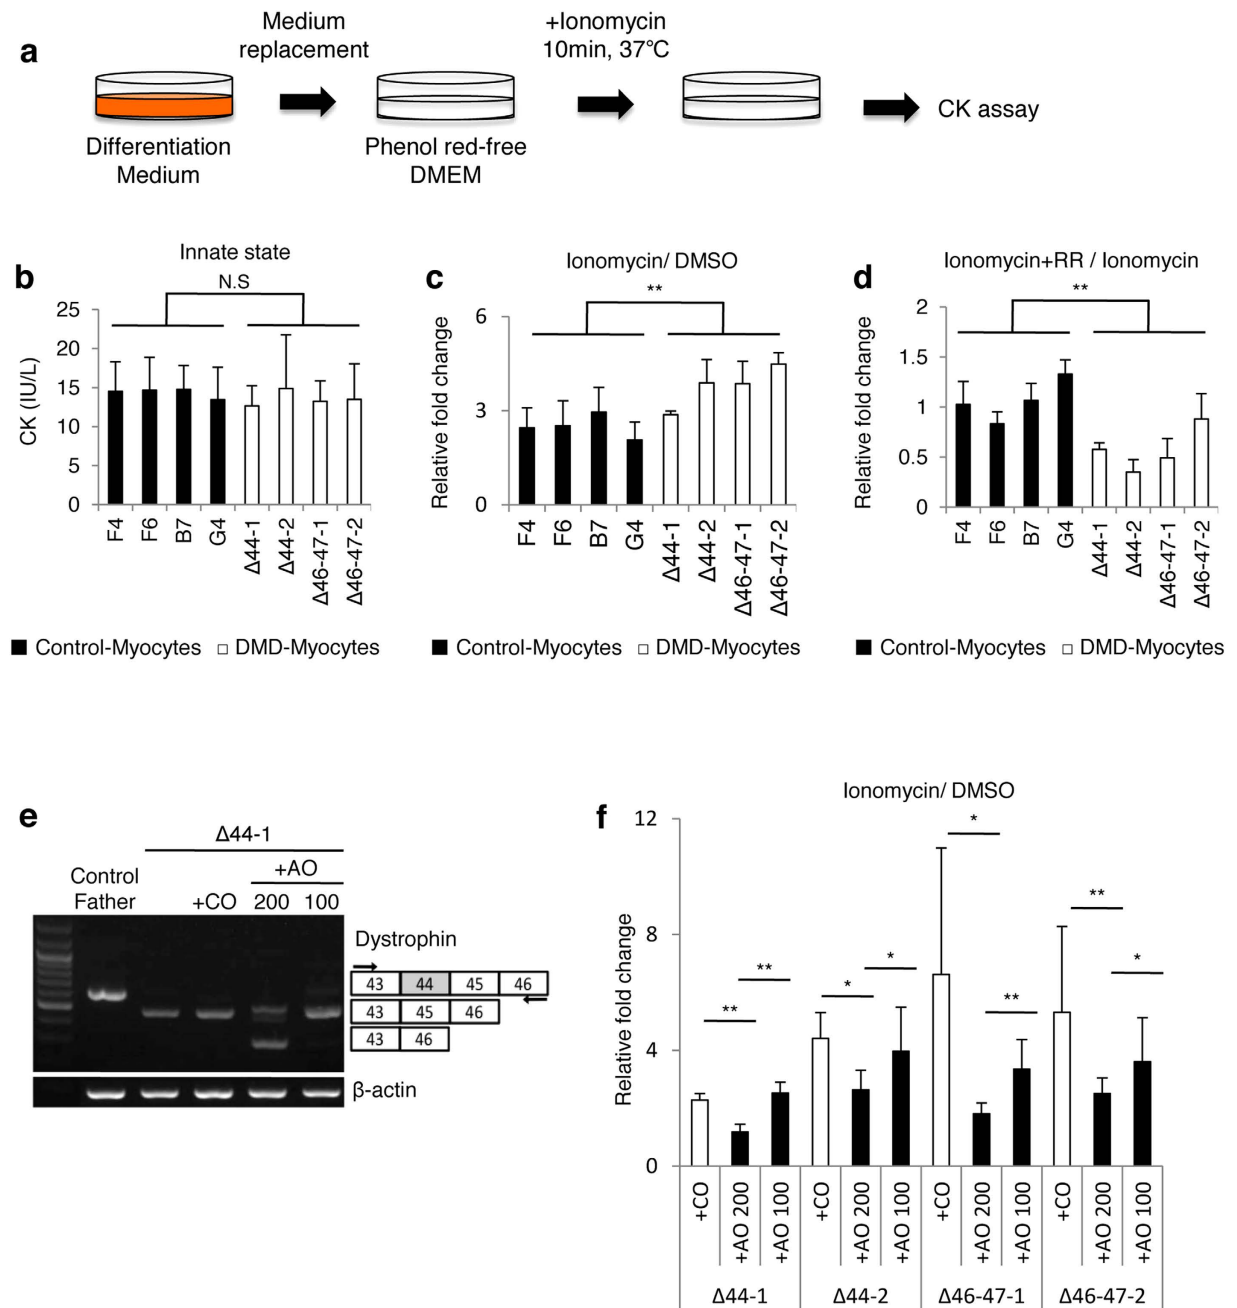 a
Medium
replacement
+Ionomycin
10min, 37℃
Differentiation
Medium
Phenol red-free
DMEM
CK assay
b
Innate state
N.S
CK (IU/L)
25
20
15
10
5
0
F4
F6
B7
G4
Δ44-1
Δ44-2
Δ46-47-1
Δ46-47-2
Control-Myocytes
DMD-Myocytes
c
Ionomycin/ DMSO
**
Relative fold change
6
3
0
F4
F6
B7
G4
Δ44-1
Δ44-2
Δ46-47-1
Δ46-47-2
Control-Myocytes
DMD-Myocytes
d
Ionomycin+RR / Ionomycin
**
Relative fold change
2
1.5
1
0.5
0
F4
F6
B7
G4
Δ44-1
Δ44-2
Δ46-47-1
Δ46-47-2
Control-Myocytes
DMD-Myocytes
e
Δ44-1
Control
Father
+CO
+AO
200 100
Dystrophin
43 44 45 46
43 45 46
43 46
β-actin
f
Ionomycin/ DMSO
Relative fold change
12
8
4
0
**
**
*
*
*
**
**
*
+CO
+AO 200
+AO 100
+CO
+AO 200
+AO 100
+CO
+AO 200
+AO 100
+CO
+AO 200
+AO 100
Δ44-1
Δ44-2
Δ46-47-1
Δ46-47-2